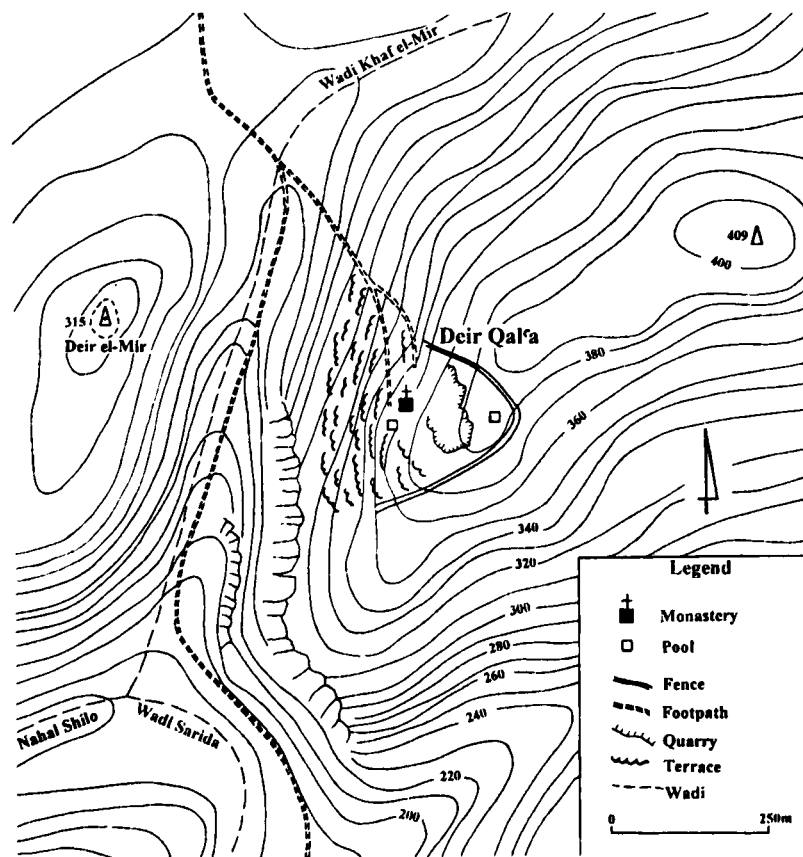 Wadi Khaf el-Mir
409
400
315
Deir el-Mir
Deir Qalʿa
380
360
340
320
300
280
260
240
220
200
Nahal Shilo
Wadi Sarida
Legend
Monastery
Pool
Fence
Footpath
Quarry
Terrace
Wadi
0 250m